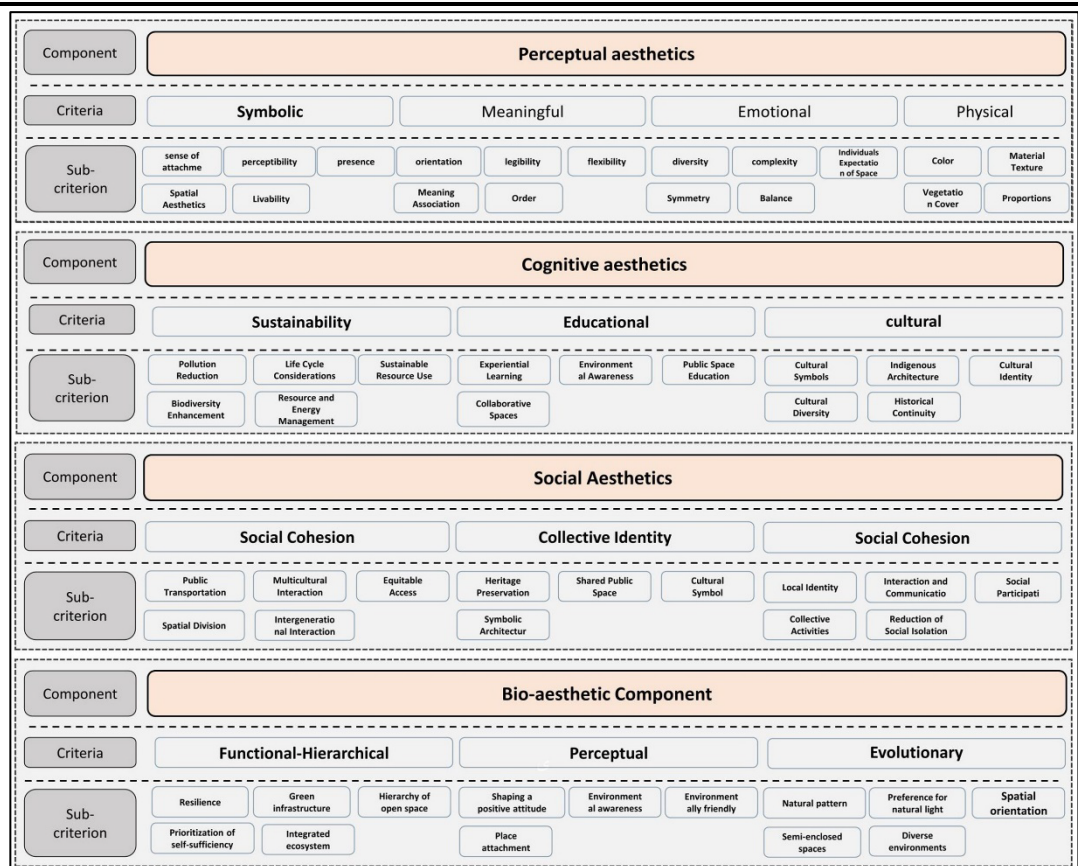 Component
Perceptual aesthetics
Criteria
Symbolic
Meaningful
Emotional
Physical
Sub-
criterion
sense of
attachme
perceptibility
presence
orientation
legibility
flexibility
diversity
complexity
Individuals
Expectatio
n of Space
Color
Material
Texture
Spatial
Aesthetics
Livability
Meaning
Association
Order
Symmetry
Balance
Vegetatio
n Cover
Proportions
Component
Cognitive aesthetics
Criteria
Sustainability
Educational
cultural
Sub-
criterion
Pollution
Reduction
Life Cycle
Considerations
Sustainable
Resource Use
Experiential
Learning
Environment
al Awareness
Public Space
Education
Cultural
Symbols
Indigenous
Architecture
Cultural
Identity
Biodiversity
Enhancement
Resource and
Energy
Management
Collaborative
Spaces
Cultural
Diversity
Historical
Continuity
Component
Social Aesthetics
Criteria
Social Cohesion
Collective Identity
Social Cohesion
Sub-
criterion
Public
Transportation
Multicultural
Interaction
Equitable
Access
Heritage
Preservation
Shared Public
Space
Cultural
Symbol
Local Identity
Interaction and
Communicatio
Social
Participati
Spatial Division
Intergeneratio
nal Interaction
Symbolic
Architectur
Collective
Activities
Reduction of
Social Isolation
Component
Bio-aesthetic Component
Criteria
Functional-Hierarchical
Perceptual
Evolutionary
Sub-
criterion
Resilience
Green
infrastructure
Hierarchy of
open space
Shaping a
positive attitude
Environment
al awareness
Environment
ally friendly
Natural pattern
Preference for
natural light
Spatial
orientation
Prioritization of
self-sufficiency
Integrated
ecosystem
Place
attachment
Semi-enclosed
spaces
Diverse
environments